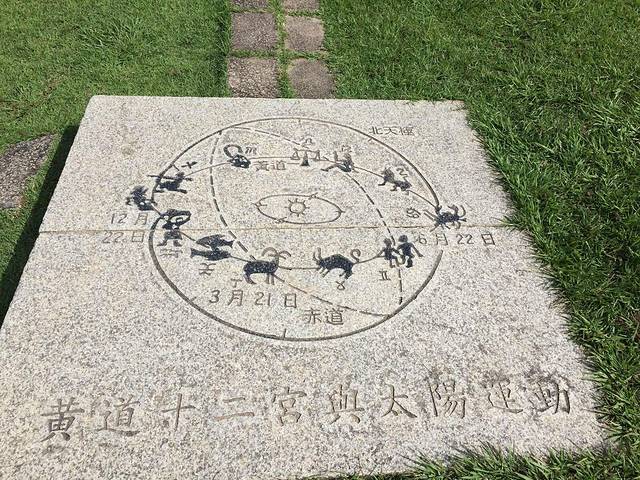 北天極
黃道
12月
22日
6月22日
3月21日
赤道
黃道十二宮與太陽運動